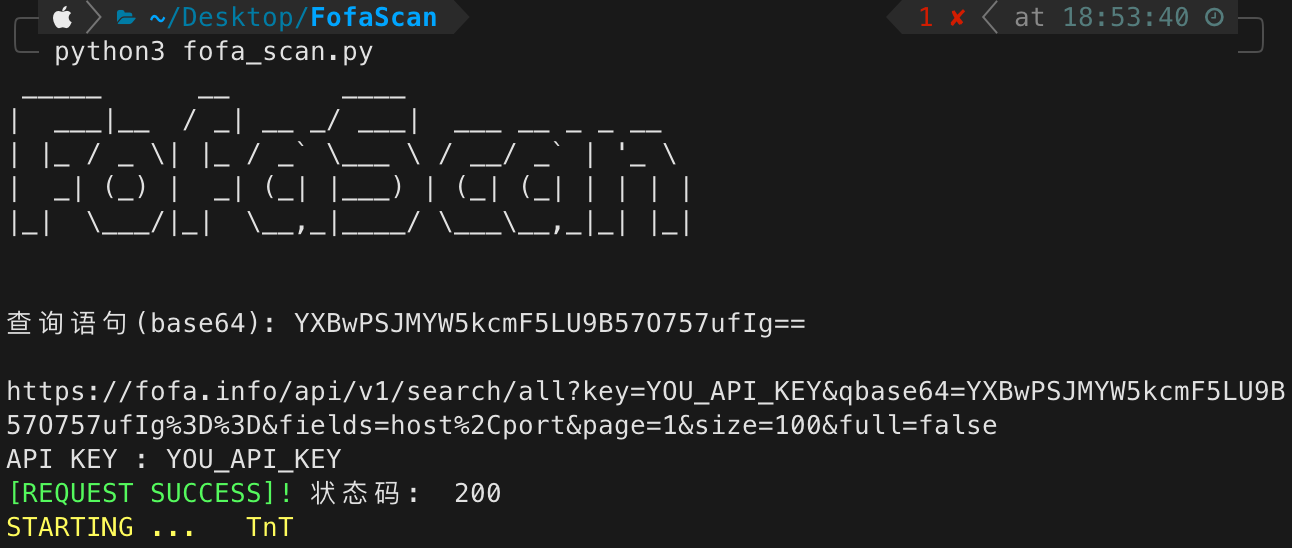 ~/Desktop/FofaScan 1 ✘ at 18:53:40
python3 fofa_scan.py
 _____      __       ____
|  ___|__  / _| __ _/ ___|  ___ __ _ _ __
| |_ / _ \| |_ / _` \___ \ / __/ _` | '_ \
|  _| (_) |  _| (_| |___) | (_| (_| | | | |
|_|  \___/|_|  \__,_|____/ \___\__,_|_| |_|
查询语句(base64): YXBwPSJMYW5kcmF5LU9B57O757ufIg==
https://fofa.info/api/v1/search/all?key=YOU_API_KEY&qbase64=YXBwPSJMYW5kcmF5LU9B
57O757ufIg%3D%3D&fields=host%2Cport&page=1&size=100&full=false
API KEY : YOU_API_KEY
[REQUEST SUCCESS]! 状态码: 200
STARTING ... TnT